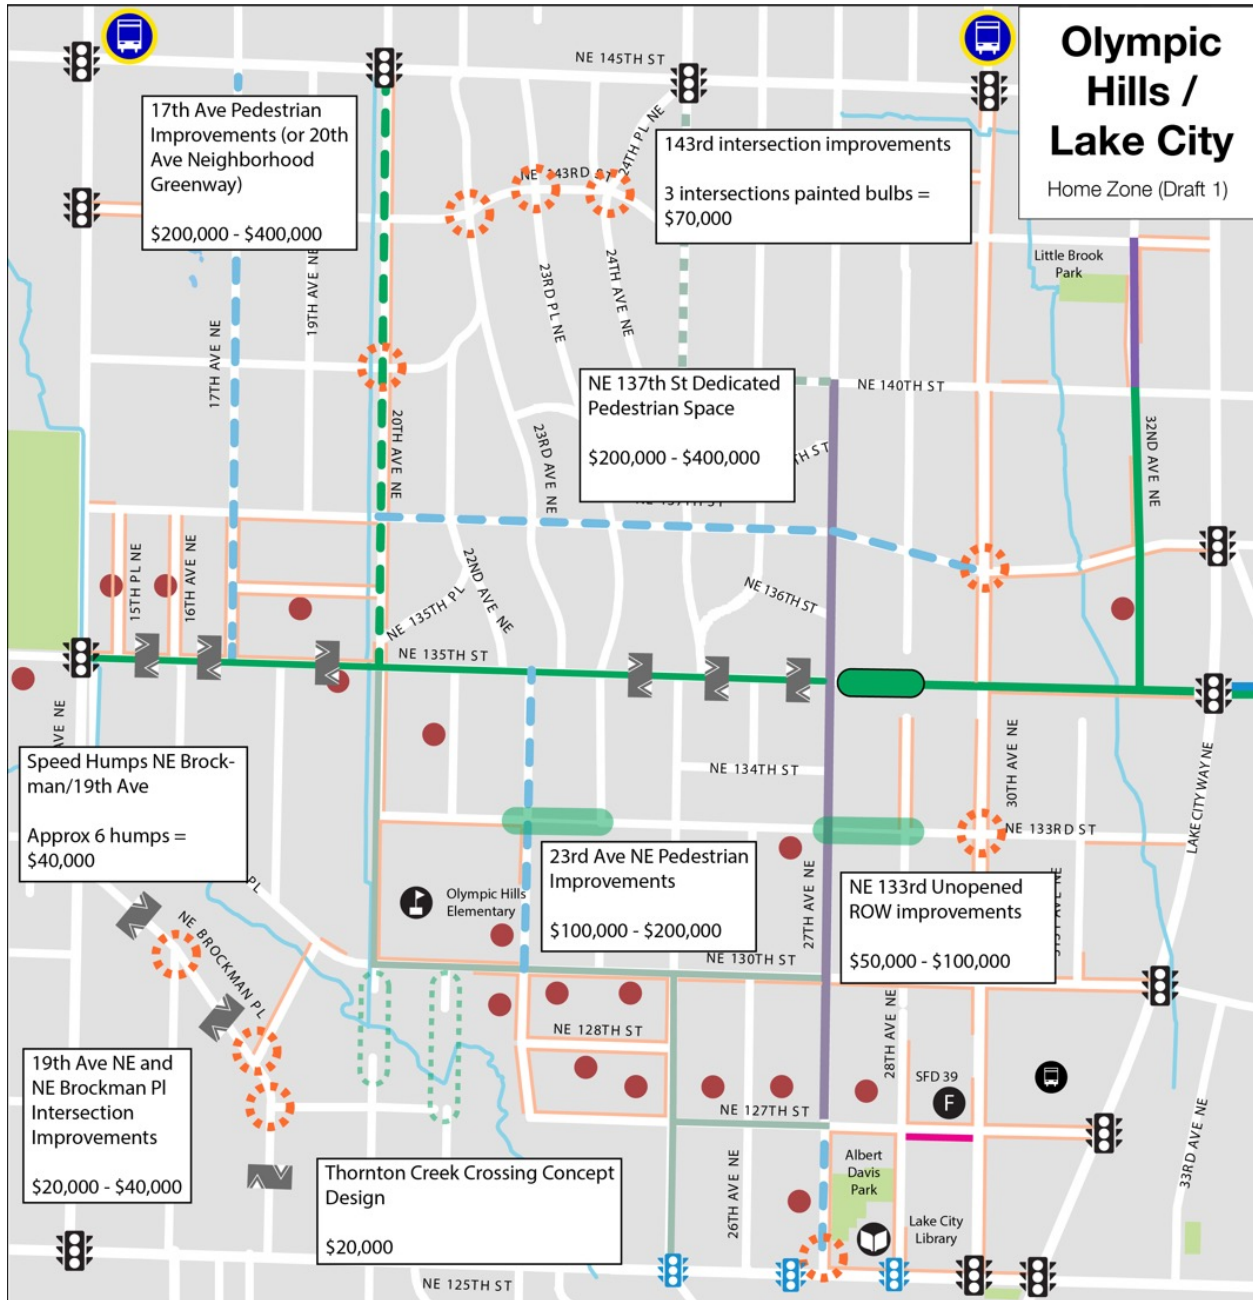 Olympic
Hills /
Lake City
Home Zone (Draft 1)
NE 145TH ST
17th Ave Pedestrian
Improvements (or 20th
Ave Neighborhood
Greenway)
$200,000 - $400,000
24TH PL NE
143rd intersection improvements
3 intersections painted bulbs =
$70,000
NE 143RD ST
19TH AVE NE
23RD PL NE
24TH AVE NE
Little Brook
Park
17TH AVE NE
NE 137th St Dedicated
Pedestrian Space
$200,000 - $400,000
NE 140TH ST
20TH AVE NE
23RD AVE NE
TH ST
32ND AVE NE
NE 137TH ST
15TH PL NE
16TH AVE NE
22ND AVE NE
NE 135TH PL
NE 136TH ST
NE 135TH ST
AVE NE
Speed Humps NE Brock-
man/19th Ave
Approx 6 humps =
$40,000
NE 134TH ST
30TH AVE NE
LAKE CITY WAY NE
NE 133RD ST
PL
Olympic Hills
Elementary
23rd Ave NE Pedestrian
Improvements
$100,000 - $200,000
27TH AVE NE
NE 133rd Unopened
ROW improvements
$50,000 - $100,000
AVE NE
NE BROCKMAN PL
NE 130TH ST
NE 128TH ST
28TH AVE NE
SFD 39
F
19th Ave NE and
NE Brockman Pl
Intersection
Improvements
$20,000 - $40,000
NE 127TH ST
33RD AVE NE
Thornton Creek Crossing Concept
Design
$20,000
26TH AVE NE
Albert
Davis
Park
Lake City
Library
NE 125TH ST